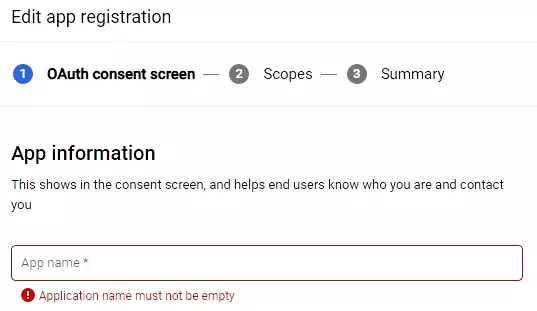 Edit app registration
1 OAuth consent screen — 2 Scopes — 3 Summary
App information
This shows in the consent screen, and helps end users know who you are and contact
you
App name *
! Application name must not be empty